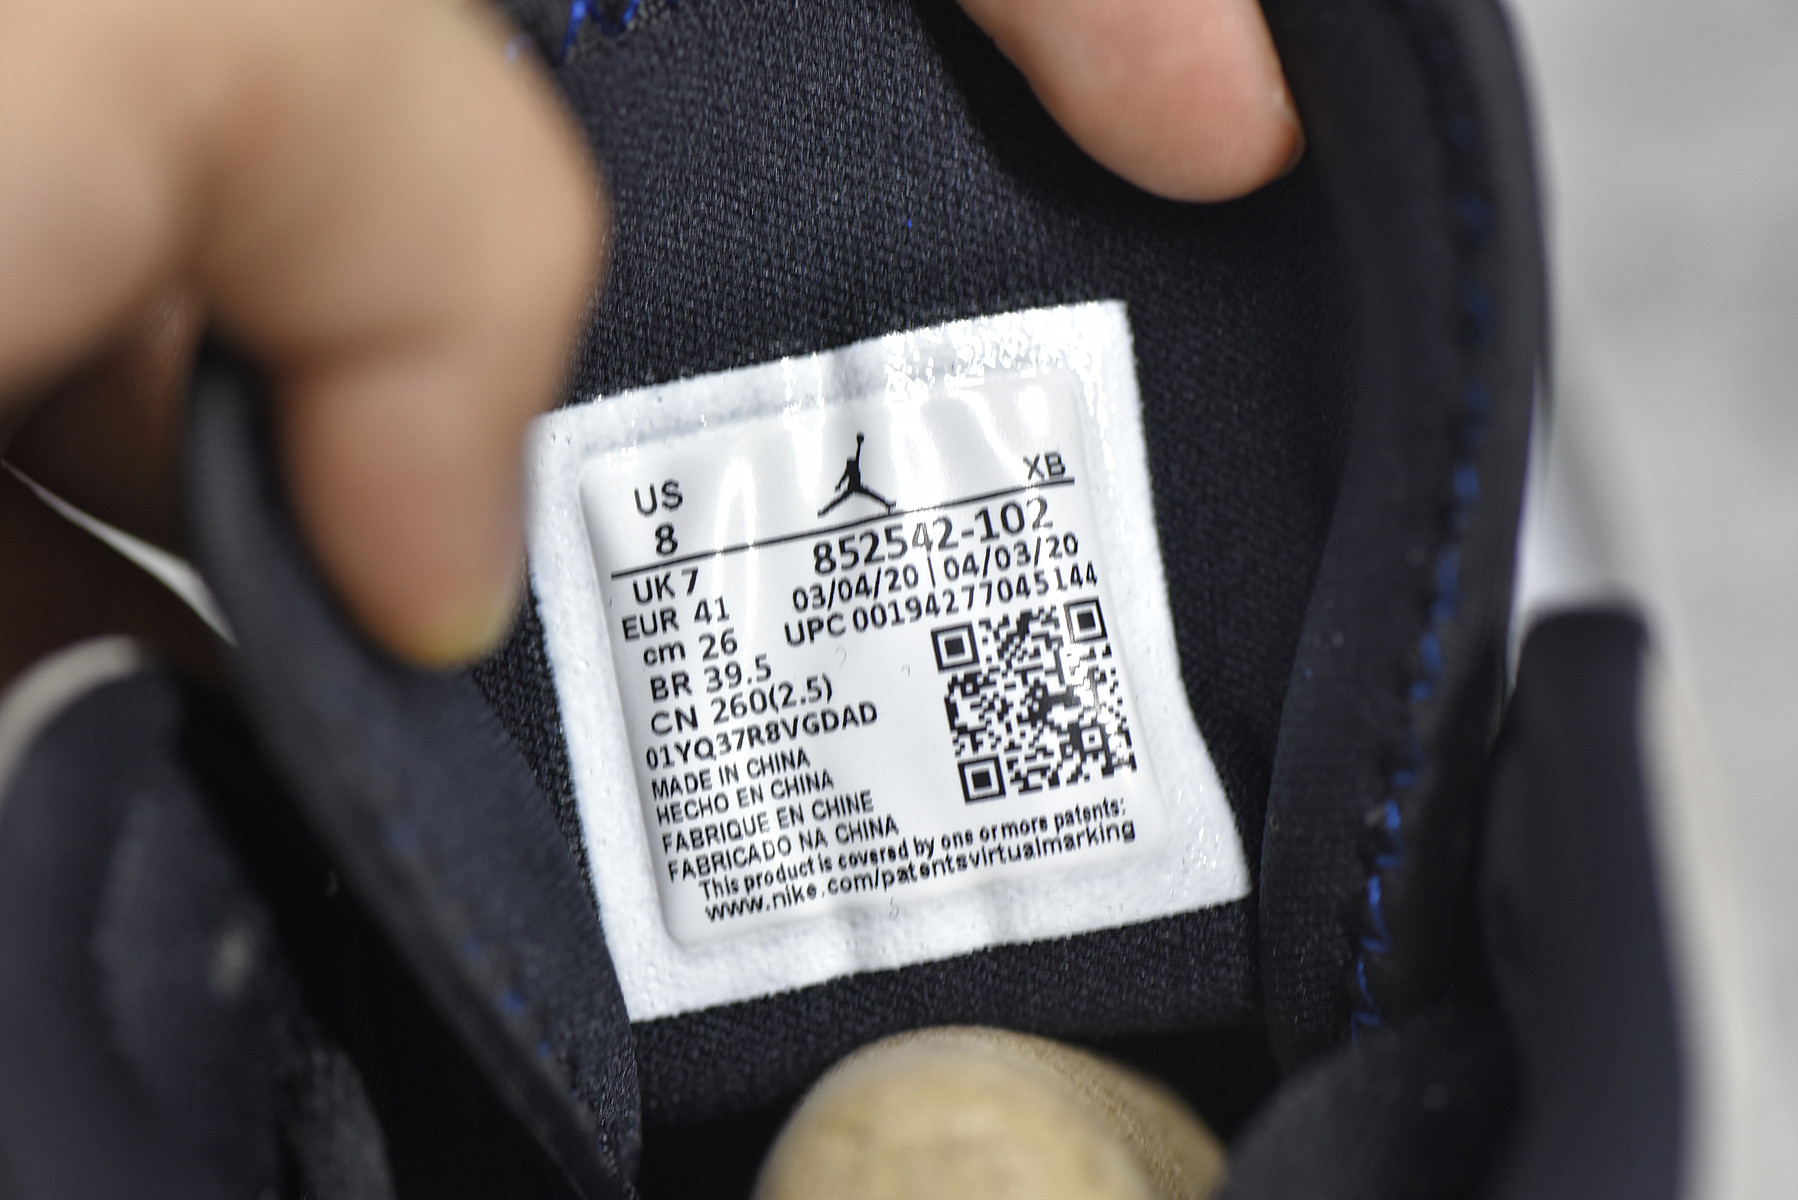 US
8
XB
852542-102
03/04/20 | 04/03/20
UPC 00194277045144
UK 7
EUR 41
cm 26
BR 39.5
CN 260(2.5)
01YQ37R8VGDAD
MADE IN CHINA
HECHO EN CHINA
FABRIQUE EN CHINE
FABRICADO NA CHINA
This product is covered by one or more patents:
www.nike.com/patentsvirtualmarking